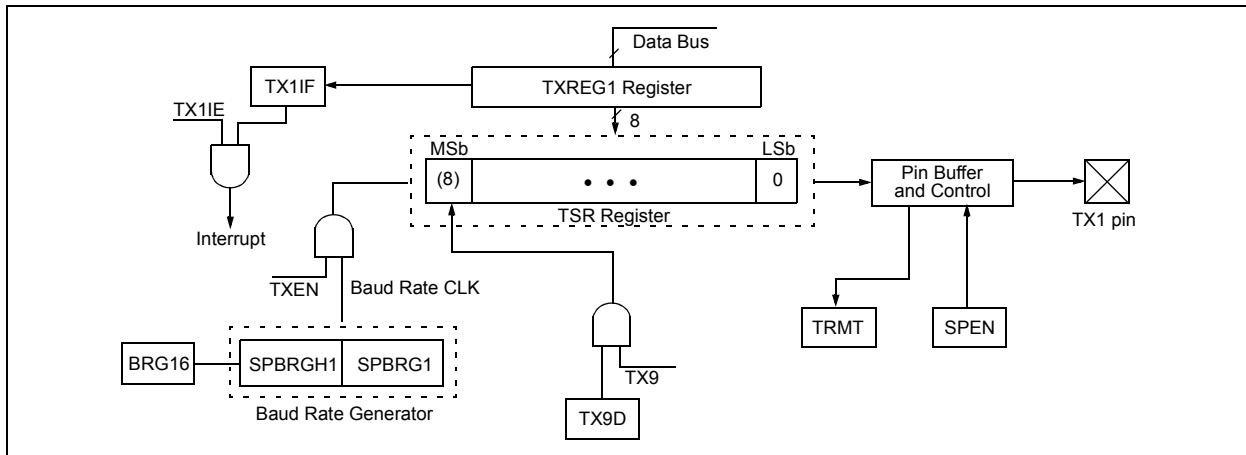 Data Bus
TX1IF
TXREG1 Register
TX1IE
8
MSb
LSb
(8)
• • •
0
Pin Buffer
and Control
TSR Register
TX1 pin
Interrupt
TXEN
Baud Rate CLK
TRMT
SPEN
BRG16
SPBRGH1
SPBRG1
TX9
Baud Rate Generator
TX9D